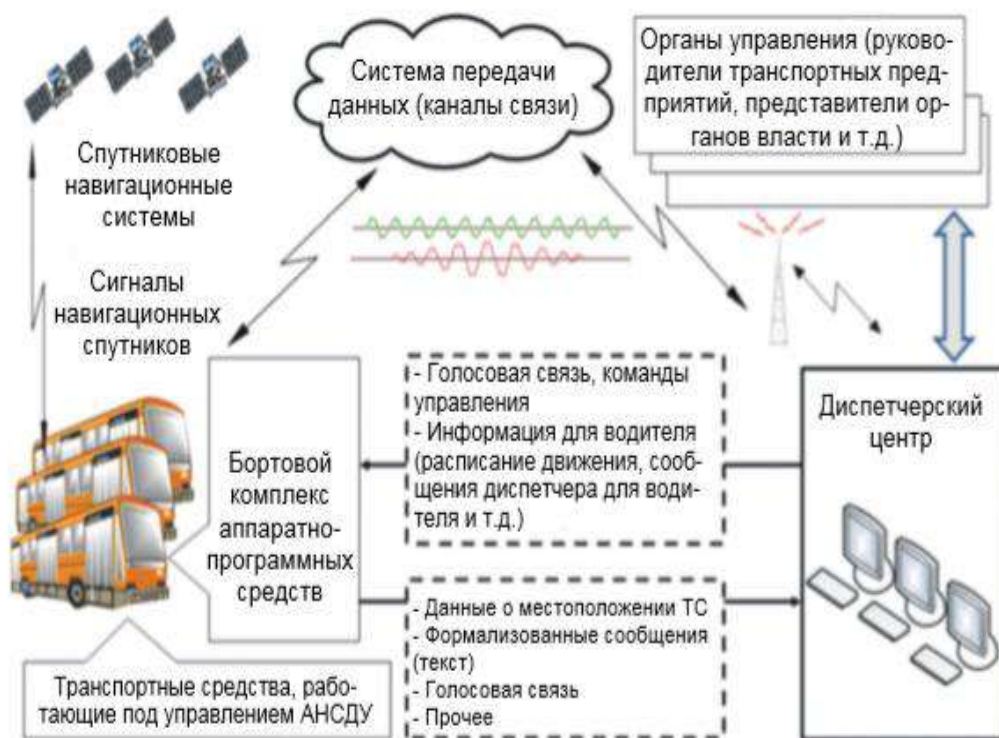 Система передачи
данных (каналы связи)
Органы управления (руково-
дители транспортных пред-
приятий, представители ор-
ганов власти и т.д.)
Спутниковые
навигационные
системы
Сигналы
навигационных
спутников
Бортовой
комплекс
аппаратно-
программных
средств
- Голосовая связь, команды
управления
- Информация для водителя
(расписание движения, сооб-
щения диспетчера для води-
теля и т.д.)
Диспетчерский
центр
- Данные о местоположении ТС
- Формализованные сообщения
(текст)
- Голосовая связь
- Прочее
Транспортные средства, рабо-
тающие под управлением АНСДУ